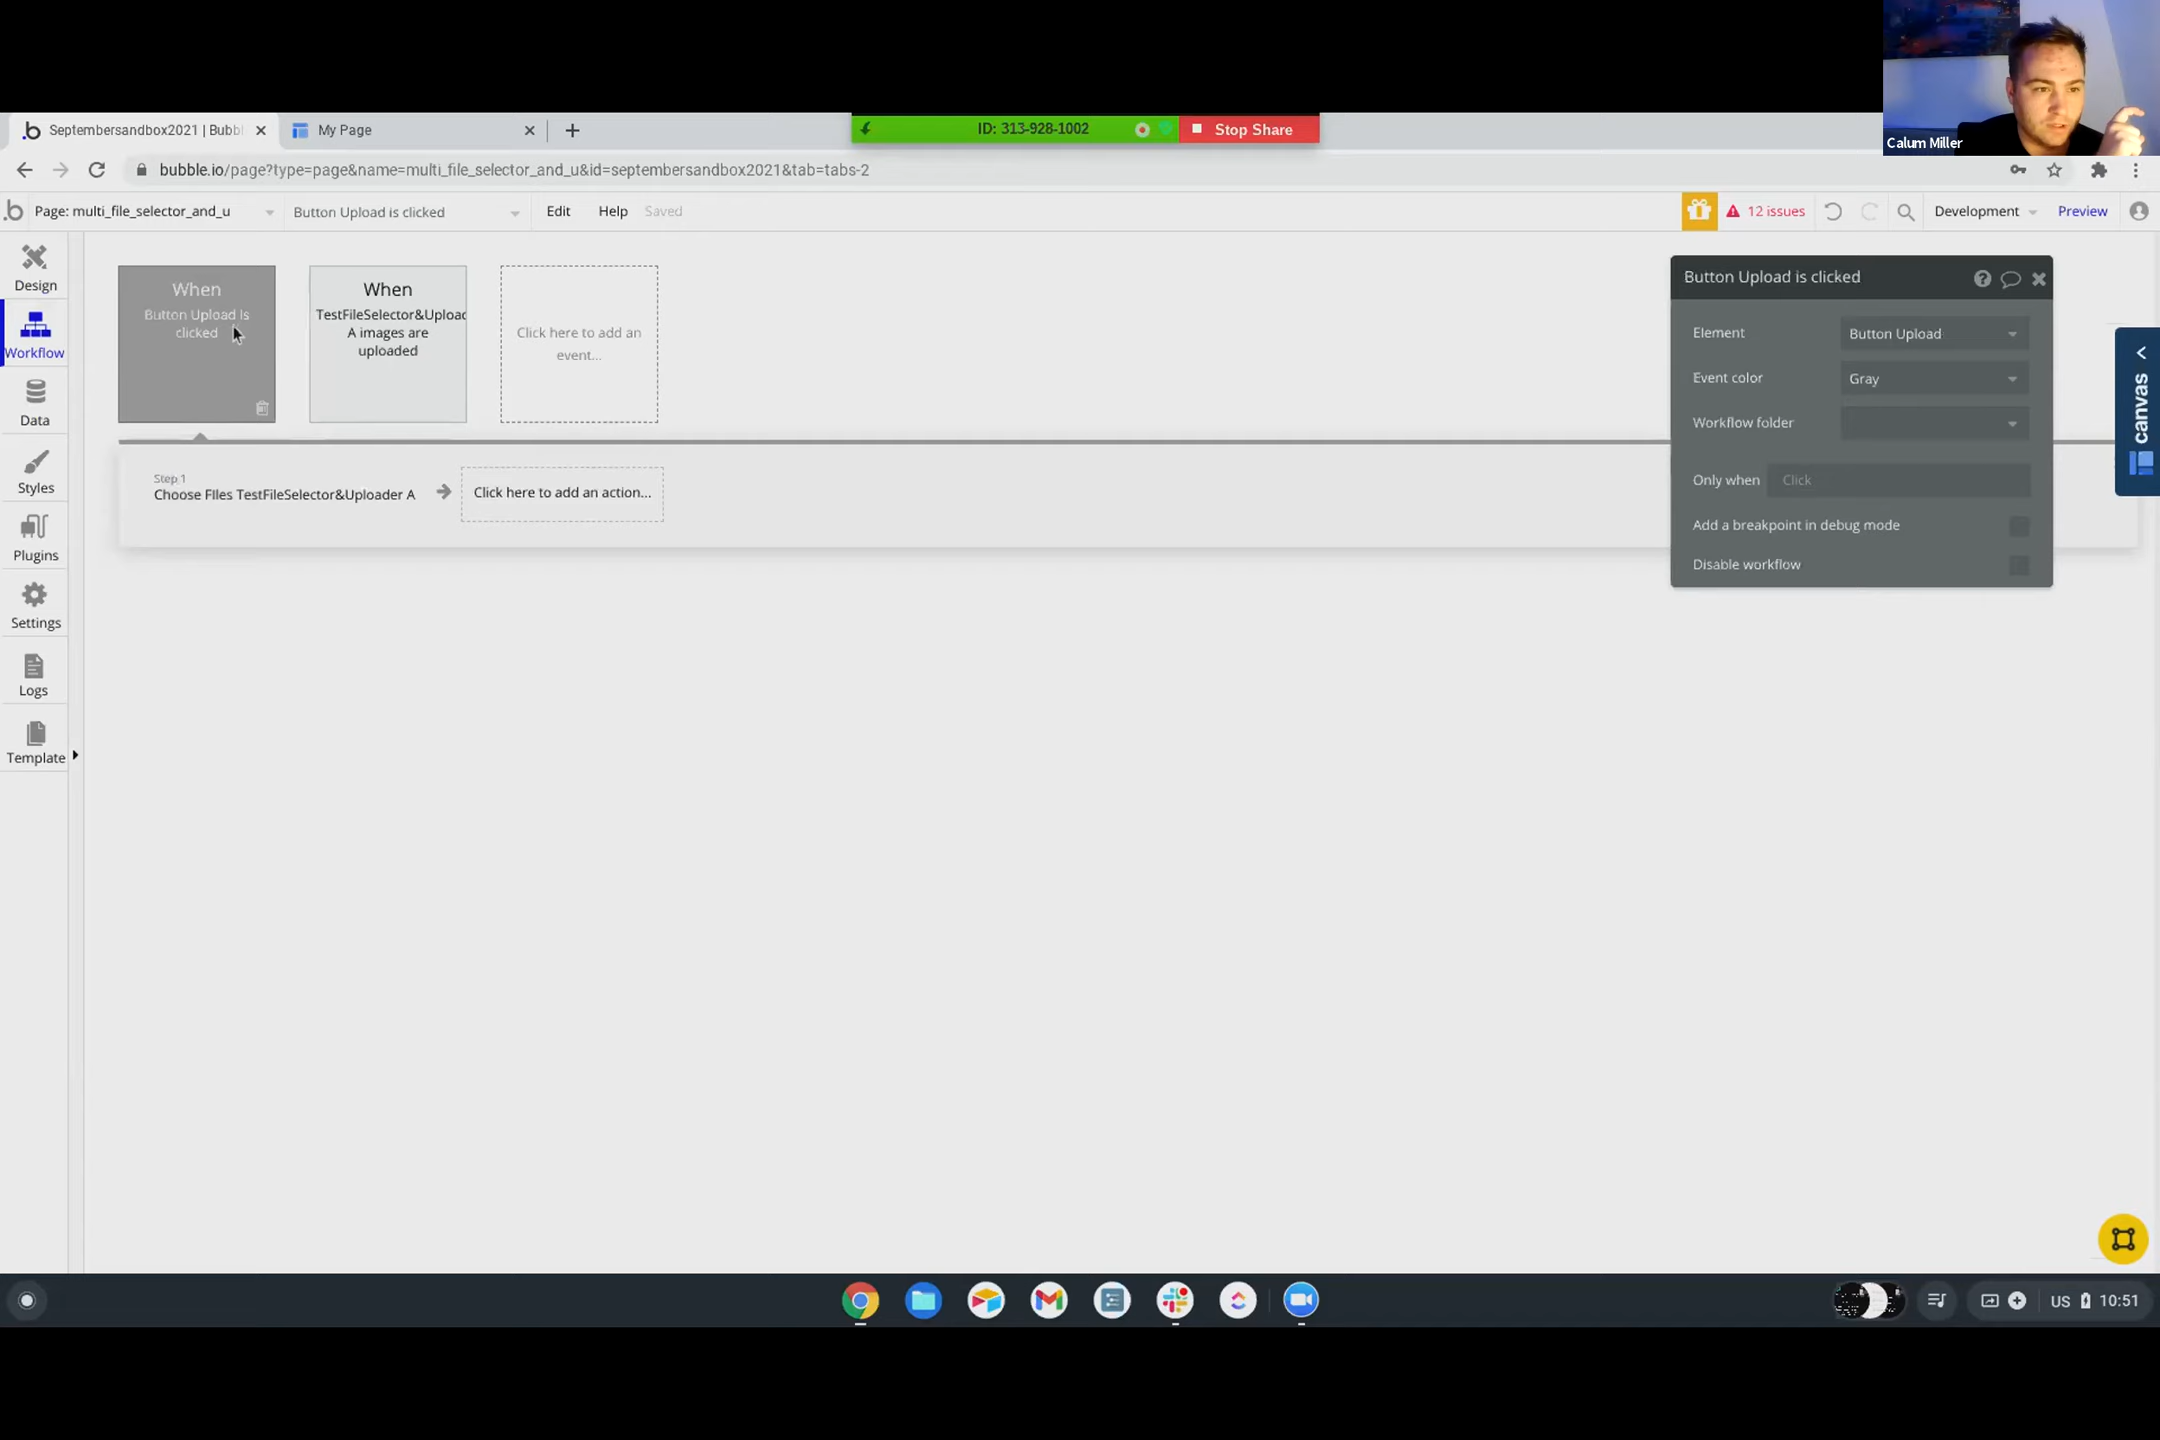 Calum Miller
Septembersandbox2021 | Bubbl
My Page
ID: 313-928-1002
Stop Share
bubble.io/page?type=page&name=multi_file_selector_and_u&id=septembersandbox2021&tab=tabs-2
Page: multi_file_selector_and_u
Button Upload is clicked
Edit
Help
Saved
12 issues
Development
Preview
Design
Workflow
Data
Styles
Plugins
Settings
Logs
Template
When
Button Upload is
clicked
When
TestFileSelector&Upload
A images are
uploaded
Click here to add an
event...
Step 1
Choose FIles TestFileSelector&Uploader A
Click here to add an action...
Button Upload is clicked
Element
Button Upload
Event color
Gray
Workflow folder
Only when
Click
Add a breakpoint in debug mode
Disable workflow
canvas
US
10:51